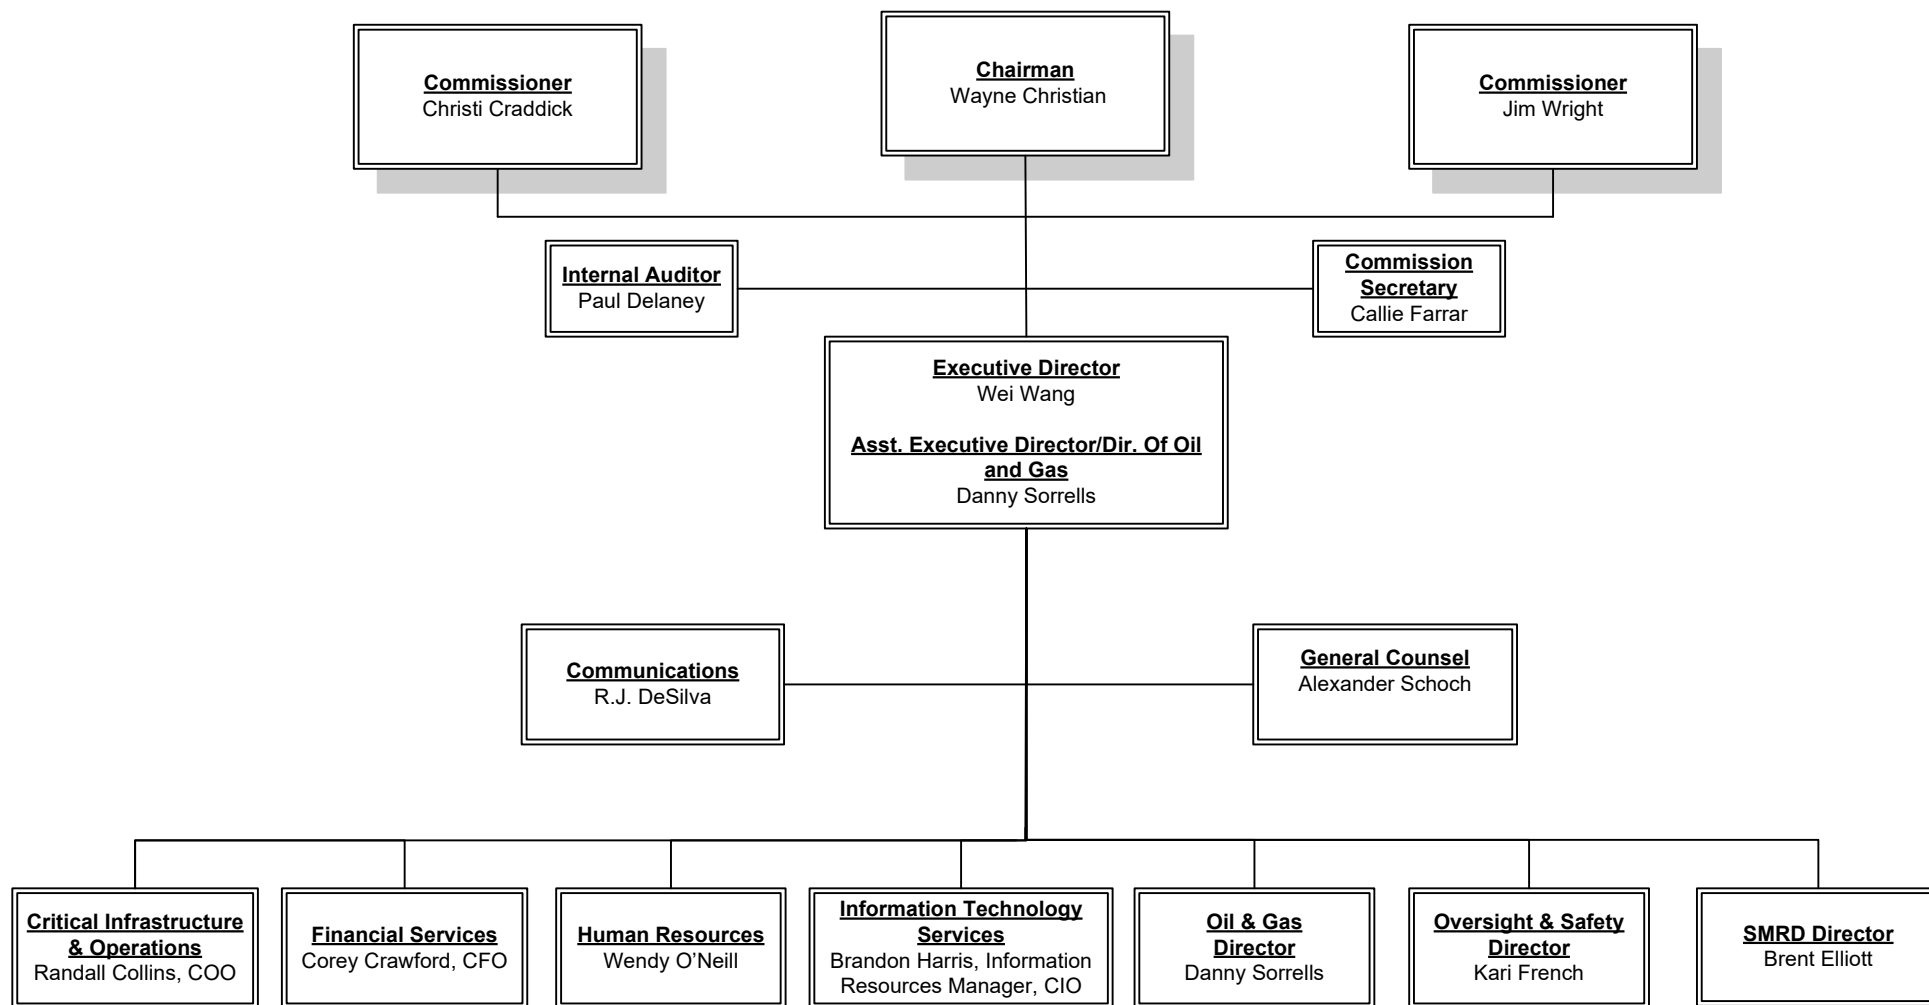 Commissioner
Christi Craddick
Chairman
Wayne Christian
Commissioner
Jim Wright
Internal Auditor
Paul Delaney
Commission
Secretary
Callie Farrar
Executive Director
Wei Wang
Asst. Executive Director/Dir. Of Oil
and Gas
Danny Sorrells
Communications
R.J. DeSilva
General Counsel
Alexander Schoch
Critical Infrastructure
& Operations
Randall Collins, COO
Financial Services
Corey Crawford, CFO
Human Resources
Wendy O’Neill
Information Technology
Services
Brandon Harris, Information
Resources Manager, CIO
Oil & Gas
Director
Danny Sorrells
Oversight & Safety
Director
Kari French
SMRD Director
Brent Elliott